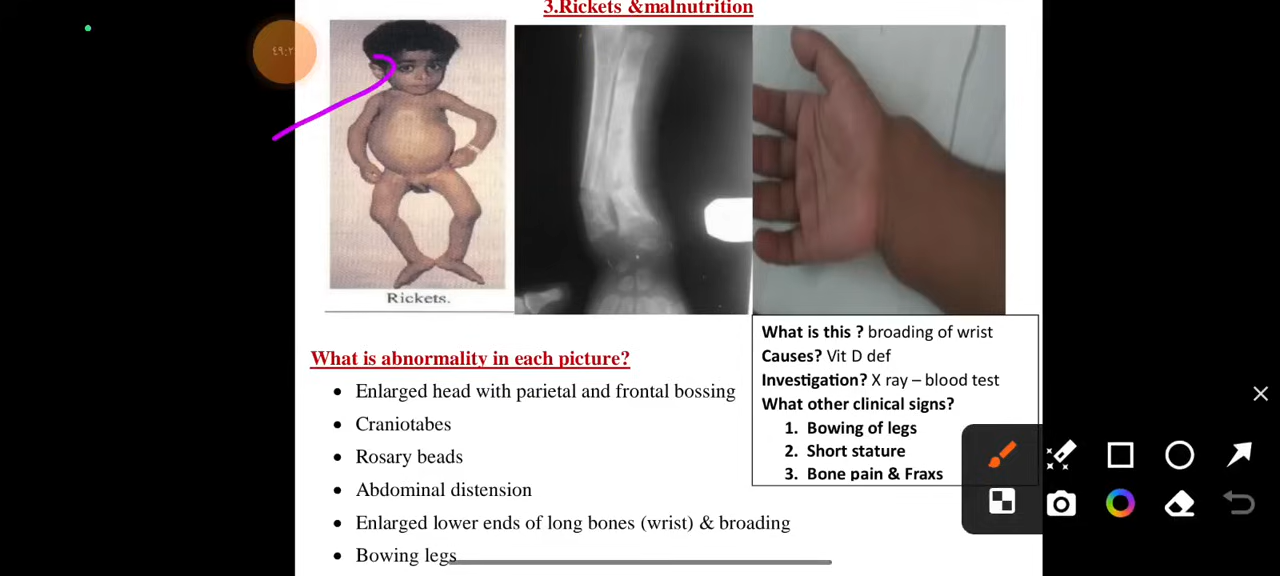 3.Rickets &malnutrition
٤٩:٢
Rickets.
What is this ? broading of wrist
Causes? Vit D def
Investigation? X ray – blood test
What other clinical signs?
1. Bowing of legs
2. Short stature
3. Bone pain & Fraxs
What is abnormality in each picture?
• Enlarged head with parietal and frontal bossing
• Craniotabes
• Rosary beads
• Abdominal distension
• Enlarged lower ends of long bones (wrist) & broading
• Bowing legs